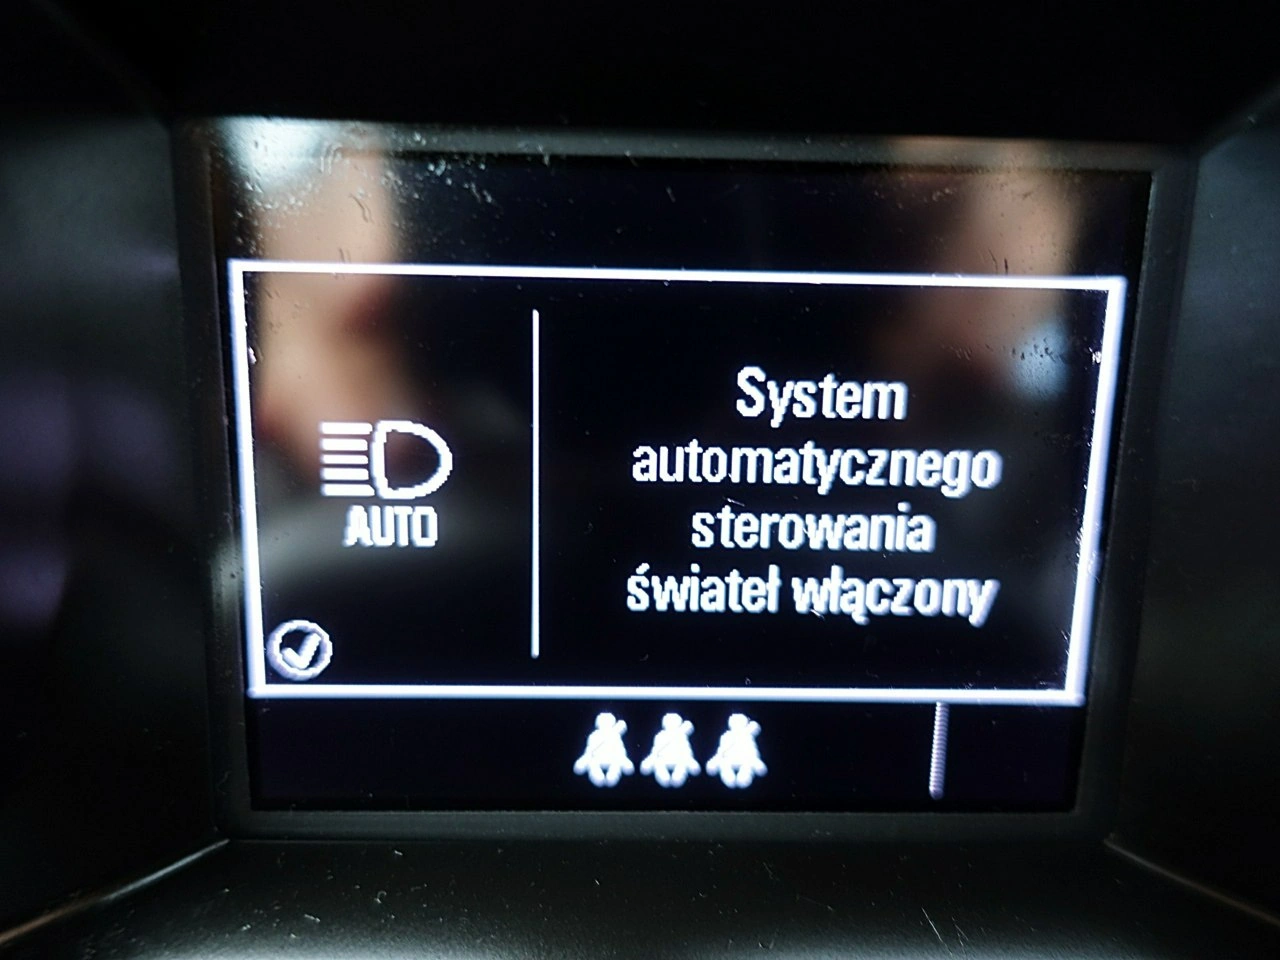 AUTO
System
automatycznego
sterowania
świateł włączony